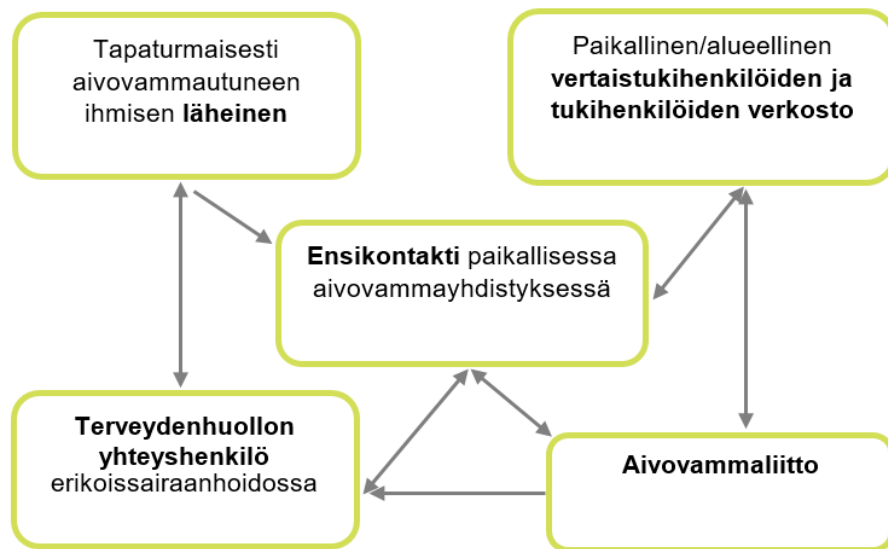 Tapaturmaisesti
aivovammautuneen
ihmisen läheinen
Paikallinen/alueellinen
vertaistukihenkilöiden ja
tukihenkilöiden verkosto
Ensikontakti paikallisessa
aivovammayhdistyksessä
Terveydenhuollon
yhteyshenkilö
erikoissairaanhoidossa
Aivovammaliitto